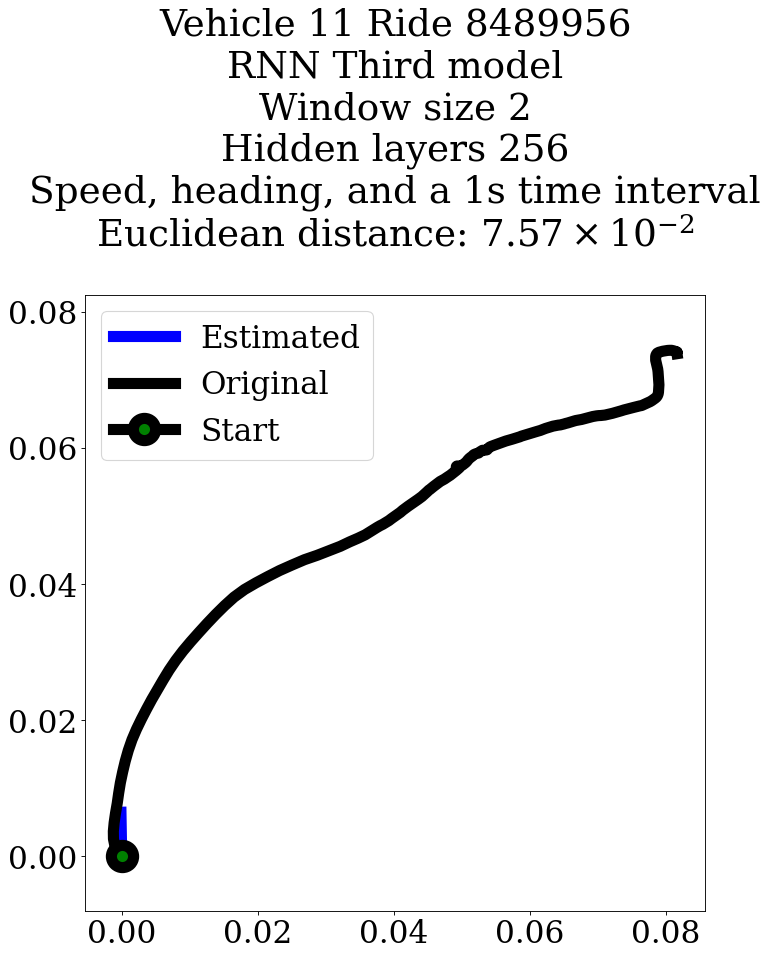 Vehicle 11 Ride 8489956
RNN Third model
Window size 2
Hidden layers 256
Speed, heading, and a 1s time interval
Euclidean distance: 7.57 × 10⁻²
0.08
Estimated
Original
Start
0.06
0.04
0.02
0.00
0.00 0.02 0.04 0.06 0.08